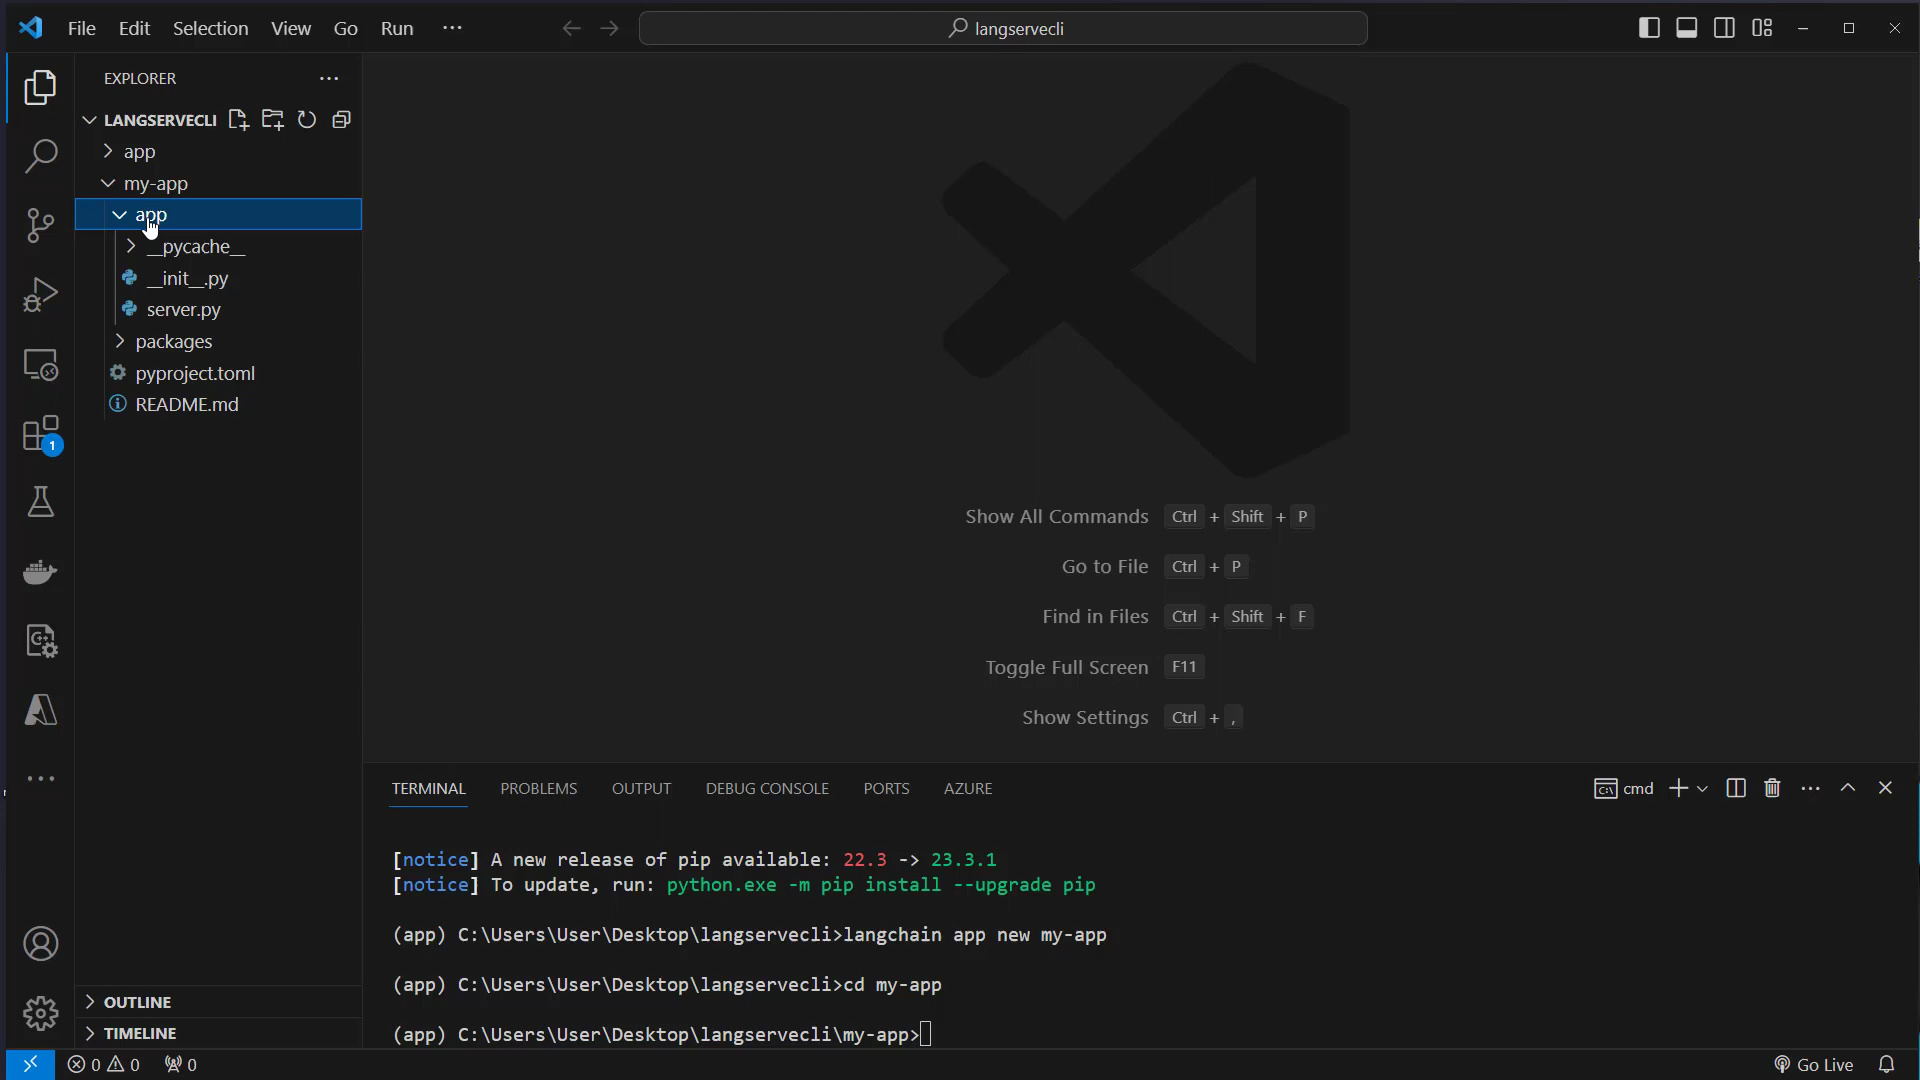 File Edit Selection View Go Run ···
langservecli
EXPLORER
LANGSERVECLI
app
my-app
app
__pycache__
__init__.py
server.py
packages
pyproject.toml
README.md
1
Show All Commands Ctrl + Shift + P
Go to File Ctrl + P
Find in Files Ctrl + Shift + F
Toggle Full Screen F11
Show Settings Ctrl + ,
TERMINAL PROBLEMS OUTPUT DEBUG CONSOLE PORTS AZURE
cmd
[notice] A new release of pip available: 22.3 -> 23.3.1
[notice] To update, run: python.exe -m pip install --upgrade pip
(app) C:\Users\User\Desktop\langservecli>langchain app new my-app
(app) C:\Users\User\Desktop\langservecli>cd my-app
(app) C:\Users\User\Desktop\langservecli\my-app>
OUTLINE
TIMELINE
0 0 0
Go Live